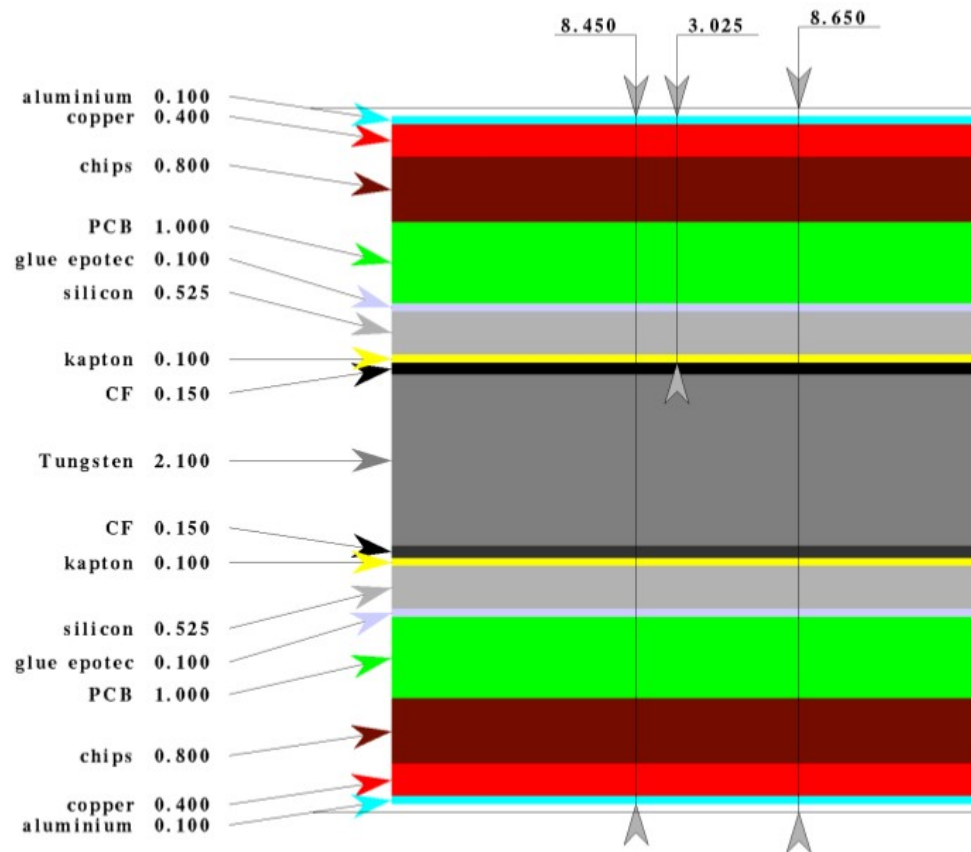 8.450 3.025 8.650
aluminium 0.100
copper 0.400
chips 0.800
PCB 1.000
glue epotec 0.100
silicon 0.525
kapton 0.100
CF 0.150
Tungsten 2.100
CF 0.150
kapton 0.100
silicon 0.525
glue epotec 0.100
PCB 1.000
chips 0.800
copper 0.400
aluminium 0.100